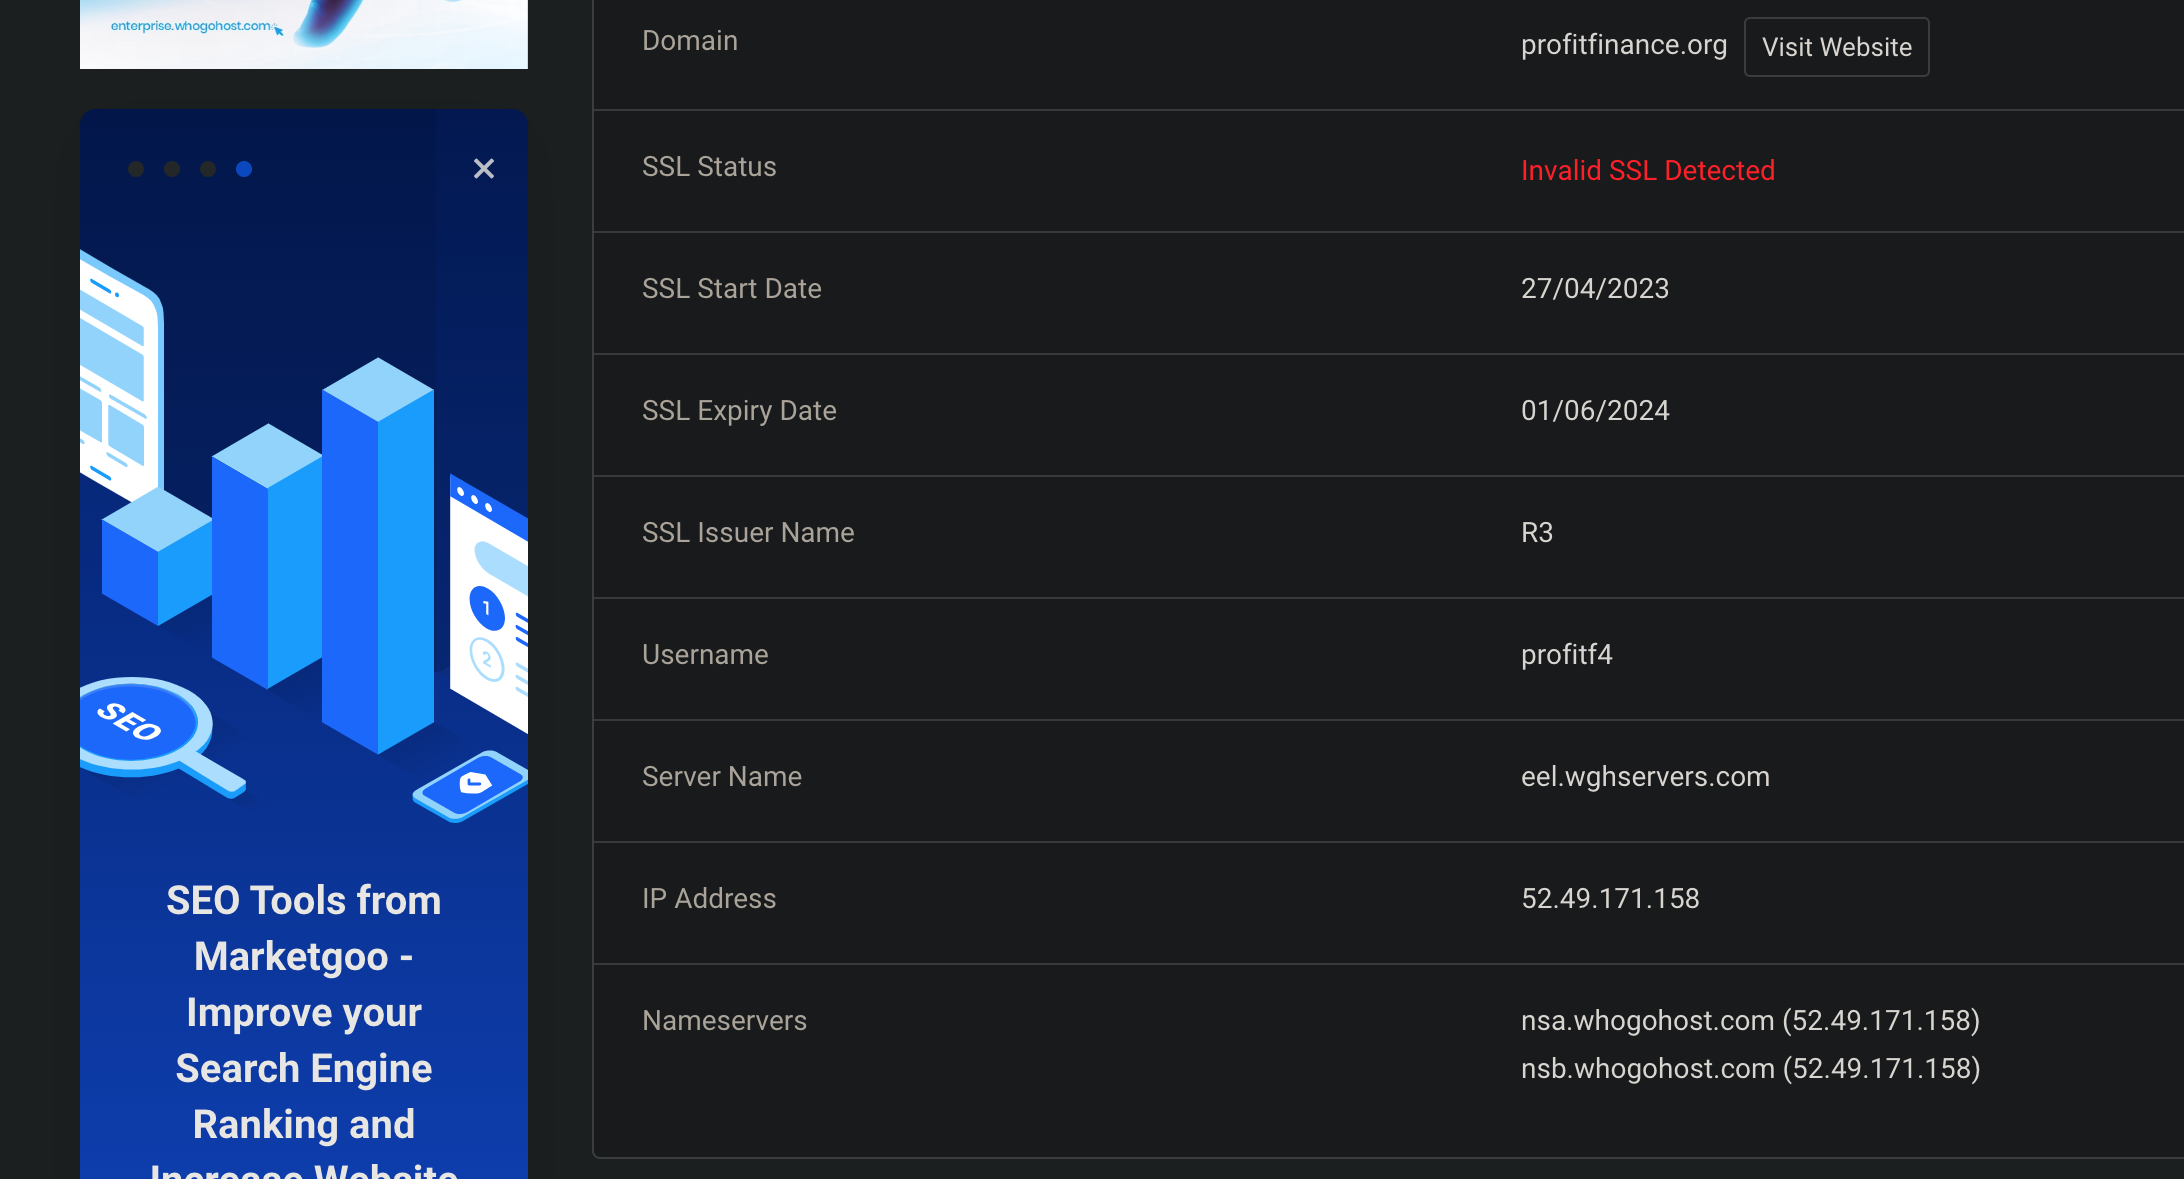 enterprise.whogohost.com
SEO
1
2
SEO Tools from
Marketgoo -
Improve your
Search Engine
Ranking and
Increase Website
Domain
profitfinance.org
Visit Website
SSL Status
Invalid SSL Detected
SSL Start Date
27/04/2023
SSL Expiry Date
01/06/2024
SSL Issuer Name
R3
Username
profitf4
Server Name
eel.wghservers.com
IP Address
52.49.171.158
Nameservers
nsa.whogohost.com (52.49.171.158)
nsb.whogohost.com (52.49.171.158)